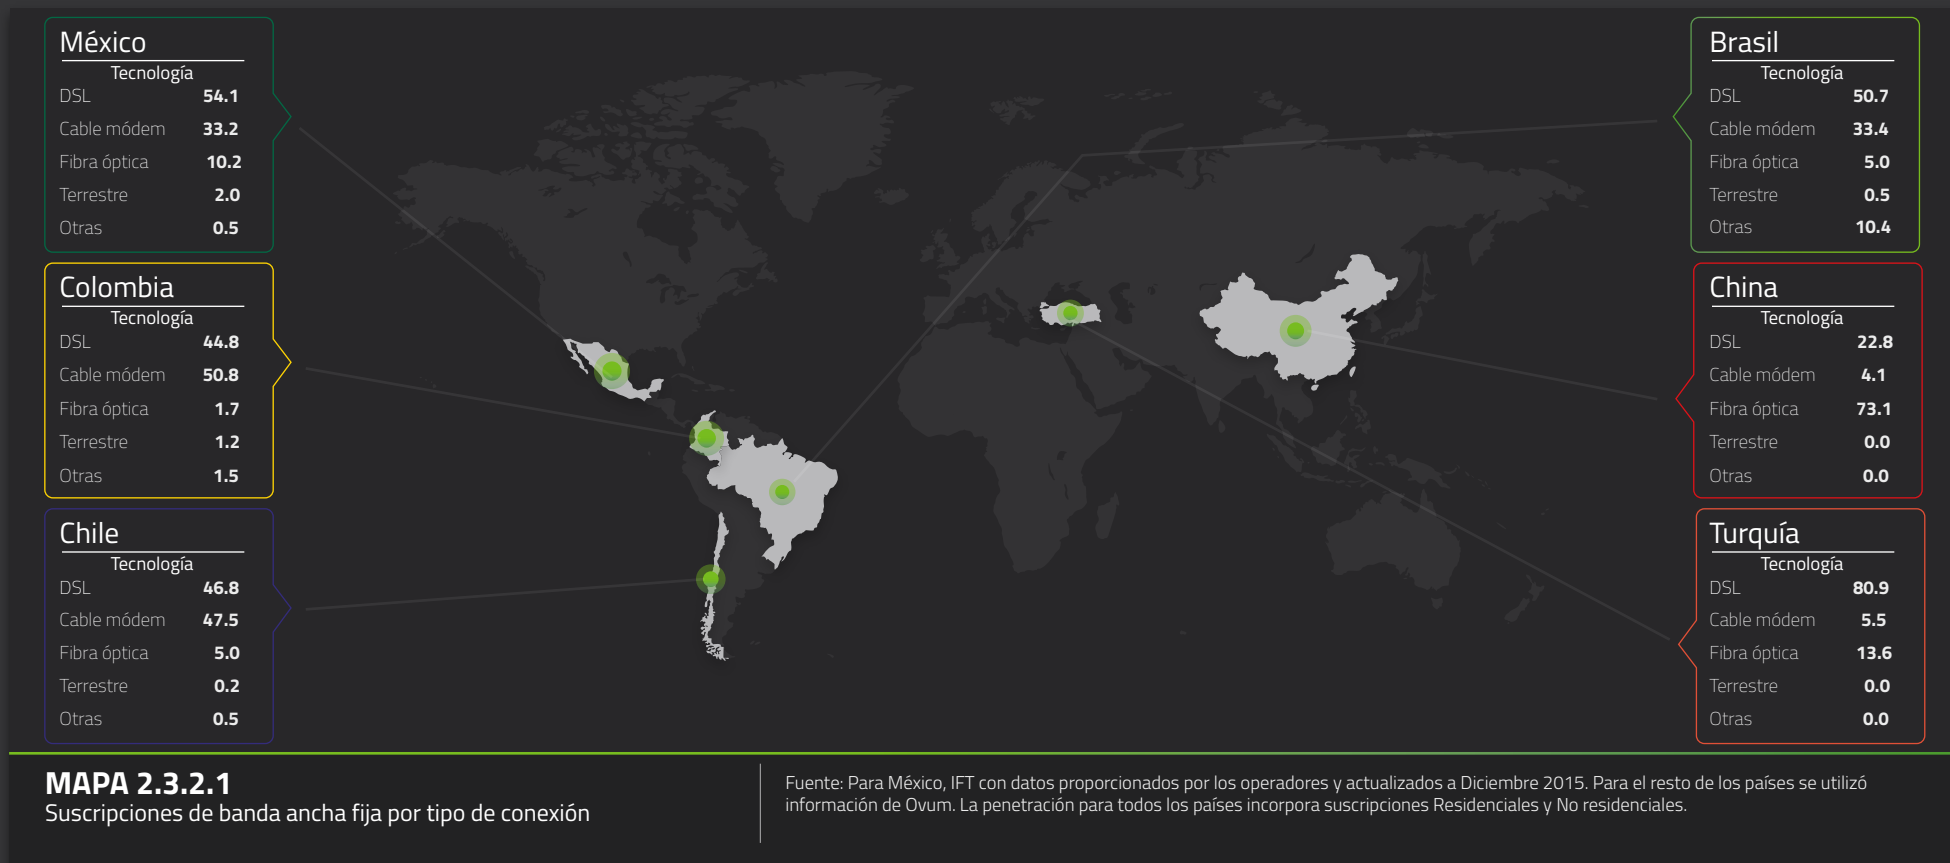 México
Tecnología
DSL 54.1
Cable módem 33.2
Fibra óptica 10.2
Terrestre 2.0
Otras 0.5
Colombia
Tecnología
DSL 44.8
Cable módem 50.8
Fibra óptica 1.7
Terrestre 1.2
Otras 1.5
Chile
Tecnología
DSL 46.8
Cable módem 47.5
Fibra óptica 5.0
Terrestre 0.2
Otras 0.5
Brasil
Tecnología
DSL 50.7
Cable módem 33.4
Fibra óptica 5.0
Terrestre 0.5
Otras 10.4
China
Tecnología
DSL 22.8
Cable módem 4.1
Fibra óptica 73.1
Terrestre 0.0
Otras 0.0
Turquía
Tecnología
DSL 80.9
Cable módem 5.5
Fibra óptica 13.6
Terrestre 0.0
Otras 0.0
MAPA 2.3.2.1
Suscripciones de banda ancha fija por tipo de conexión
Fuente: Para México, IFT con datos proporcionados por los operadores y actualizados a Diciembre 2015. Para el resto de los países se utilizó
información de Ovum. La penetración para todos los países incorpora suscripciones Residenciales y No residenciales.